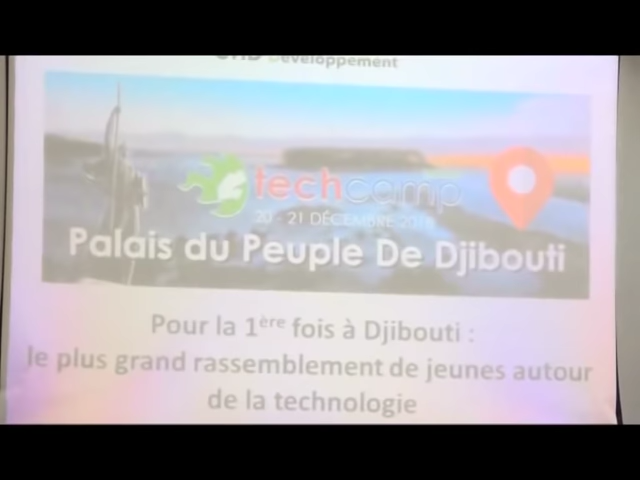 Développement
techcamp
20 - 21 DÉCEMBRE
Palais du Peuple De Djibouti
Pour la 1ère fois à Djibouti :
le plus grand rassemblement de jeunes autour
de la technologie